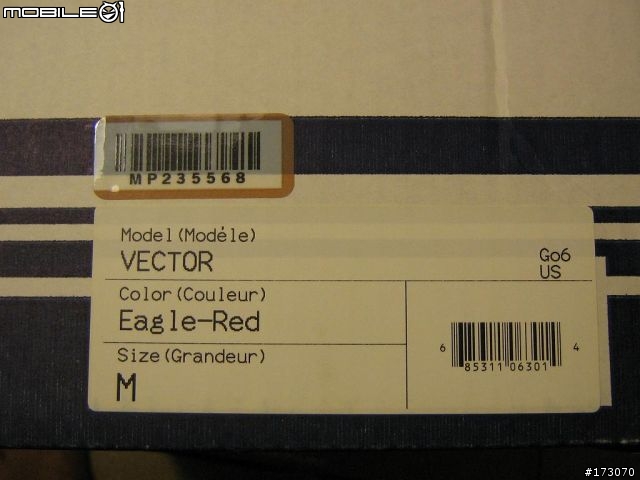 MOBILE01
MP235568
Model(Modéle)
VECTOR
Go6
US
Color(Couleur)
Eagle-Red
Size(Grandeur)
M
6 85311 06301 4
#173070